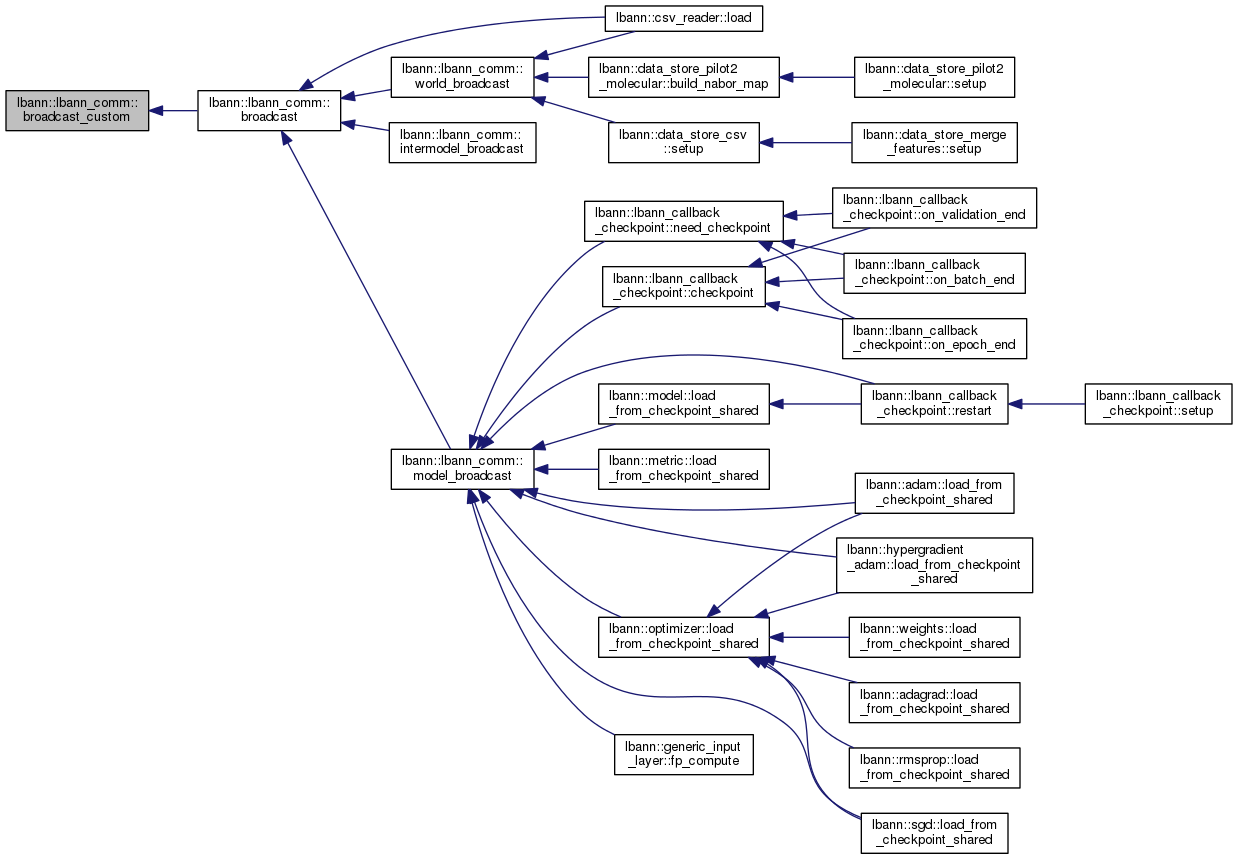 lbann::csv_reader::load
lbann::lbann_comm::
world_broadcast
lbann::data_store_pilot2
_molecular::build_nabor_map
lbann::data_store_pilot2
_molecular::setup
lbann::lbann_comm::
broadcast_custom
lbann::lbann_comm::
broadcast
lbann::lbann_comm::
intermodel_broadcast
lbann::data_store_csv
::setup
lbann::data_store_merge
_features::setup
lbann::lbann_callback
_checkpoint::need_checkpoint
lbann::lbann_callback
_checkpoint::on_validation_end
lbann::lbann_callback
_checkpoint::checkpoint
lbann::lbann_callback
_checkpoint::on_batch_end
lbann::lbann_callback
_checkpoint::on_epoch_end
lbann::model::load
_from_checkpoint_shared
lbann::lbann_callback
_checkpoint::restart
lbann::lbann_callback
_checkpoint::setup
lbann::lbann_comm::
model_broadcast
lbann::metric::load
_from_checkpoint_shared
lbann::adam::load_from
_checkpoint_shared
lbann::hypergradient
_adam::load_from_checkpoint
_shared
lbann::optimizer::load
_from_checkpoint_shared
lbann::weights::load
_from_checkpoint_shared
lbann::adagrad::load
_from_checkpoint_shared
lbann::generic_input
_layer::fp_compute
lbann::rmsprop::load
_from_checkpoint_shared
lbann::sgd::load_from
_checkpoint_shared